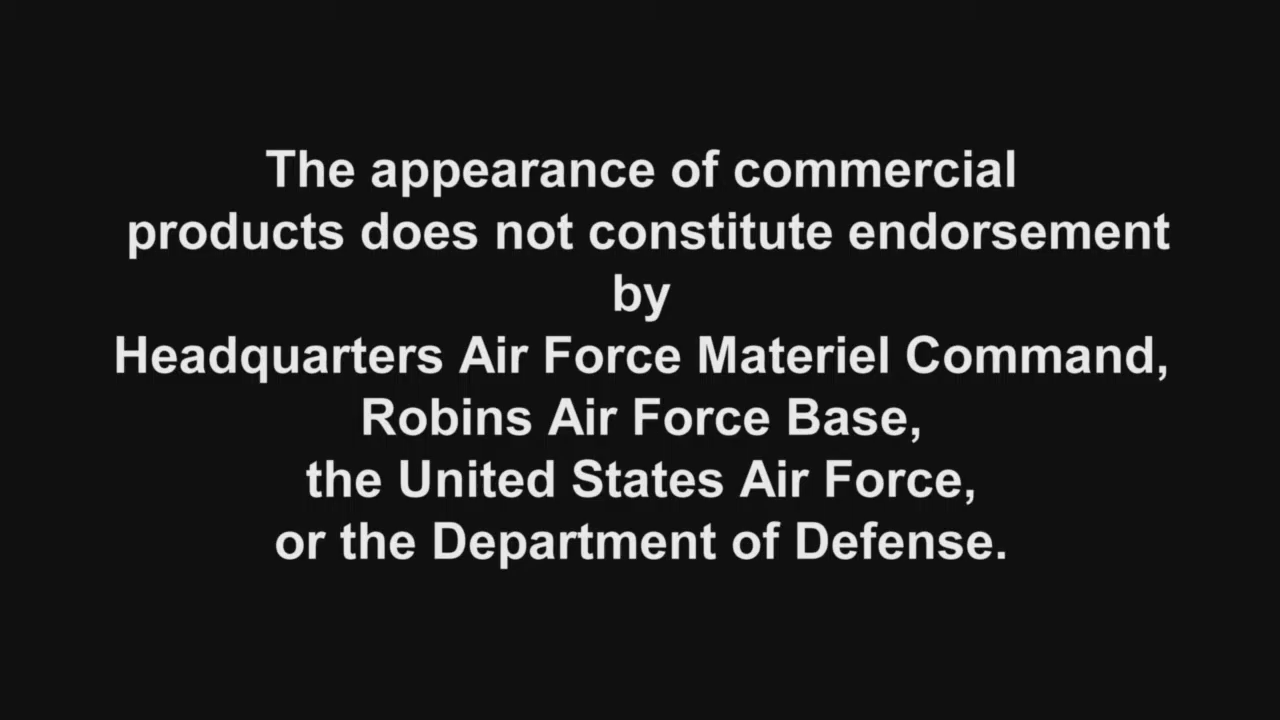 The appearance of commercial
products does not constitute endorsement
by
Headquarters Air Force Materiel Command,
Robins Air Force Base,
the United States Air Force,
or the Department of Defense.